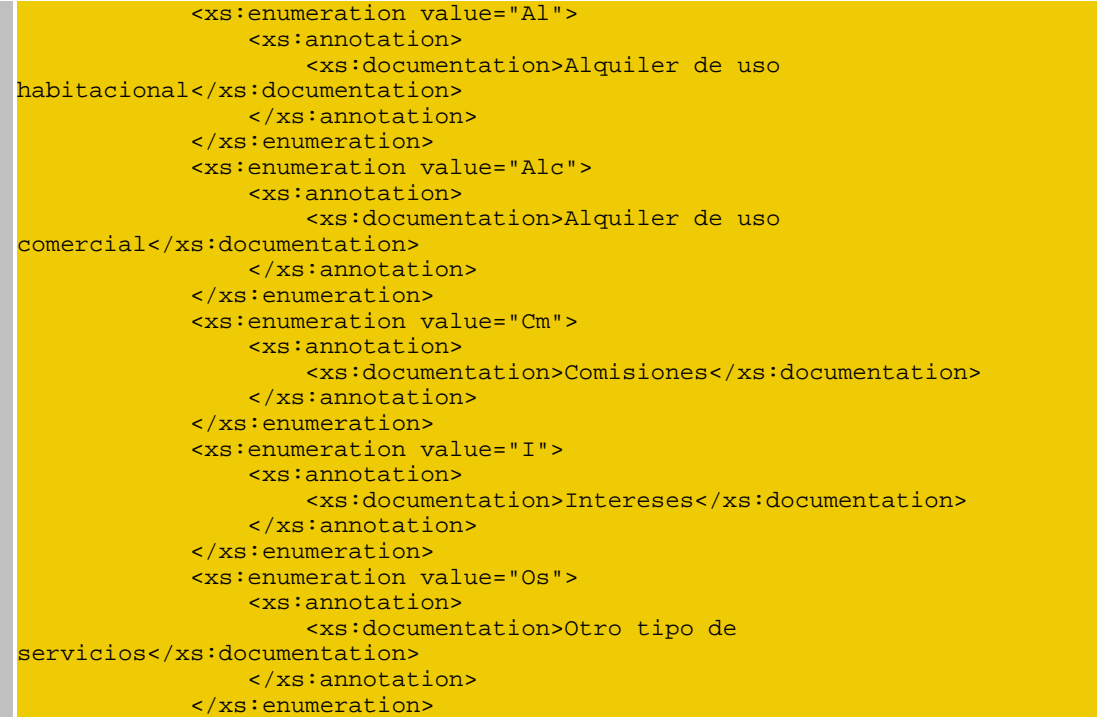 <xs:enumeration value="Al">
<xs:annotation>
<xs:documentation>Alquiler de uso
habitacional</xs:documentation>
</xs:annotation>
</xs:enumeration>
<xs:enumeration value="Alc">
<xs:annotation>
<xs:documentation>Alquiler de uso
comercial</xs:documentation>
</xs:annotation>
</xs:enumeration>
<xs:enumeration value="Cm">
<xs:annotation>
<xs:documentation>Comisiones</xs:documentation>
</xs:annotation>
</xs:enumeration>
<xs:enumeration value="I">
<xs:annotation>
<xs:documentation>Intereses</xs:documentation>
</xs:annotation>
</xs:enumeration>
<xs:enumeration value="Os">
<xs:annotation>
<xs:documentation>Otro tipo de
servicios</xs:documentation>
</xs:annotation>
</xs:enumeration>